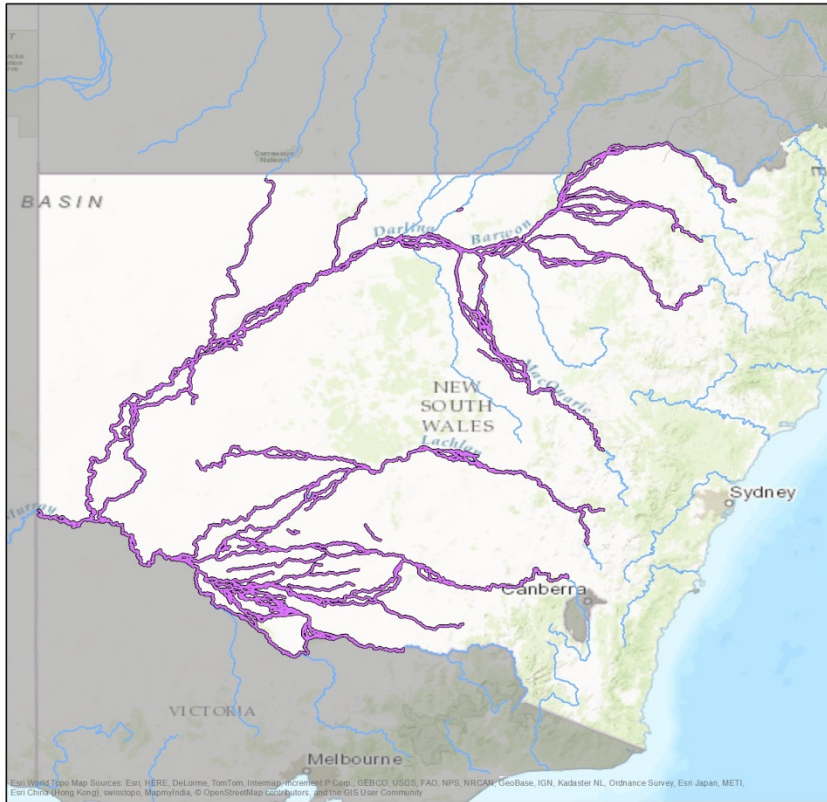 Currawinya
National
BASIN
Darling
Barwon
MacQuarie
NEW
SOUTH
WALES
Lachlan
Sydney
Murray
Canberra
VICTORIA
Melbourne
Esri World Topo Map Sources: Esri, HERE, DeLorme, TomTom, Intermap, increment P Corp., GEBCO, USGS, FAO, NPS, NRCAN, GeoBase, IGN, Kadaster NL, Ordnance Survey, Esri Japan, METI,
Esri China (Hong Kong), swisstopo, MapmyIndia, © OpenStreetMap contributors, and the GIS User Community